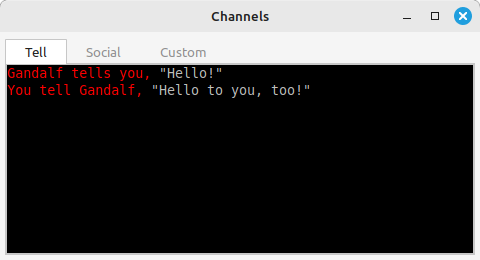 Channels
Tell Social Custom
Gandalf tells you, "Hello!"
You tell Gandalf, "Hello to you, too!"